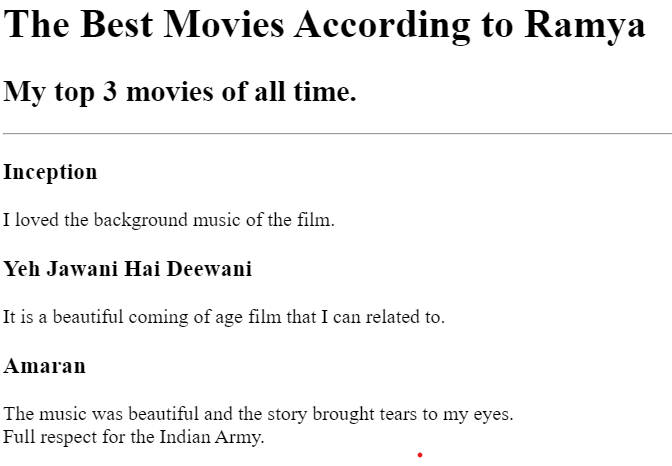 The Best Movies According to Ramya
My top 3 movies of all time.
Inception
I loved the background music of the film.
Yeh Jawani Hai Deewani
It is a beautiful coming of age film that I can related to.
Amaran
The music was beautiful and the story brought tears to my eyes.
Full respect for the Indian Army.